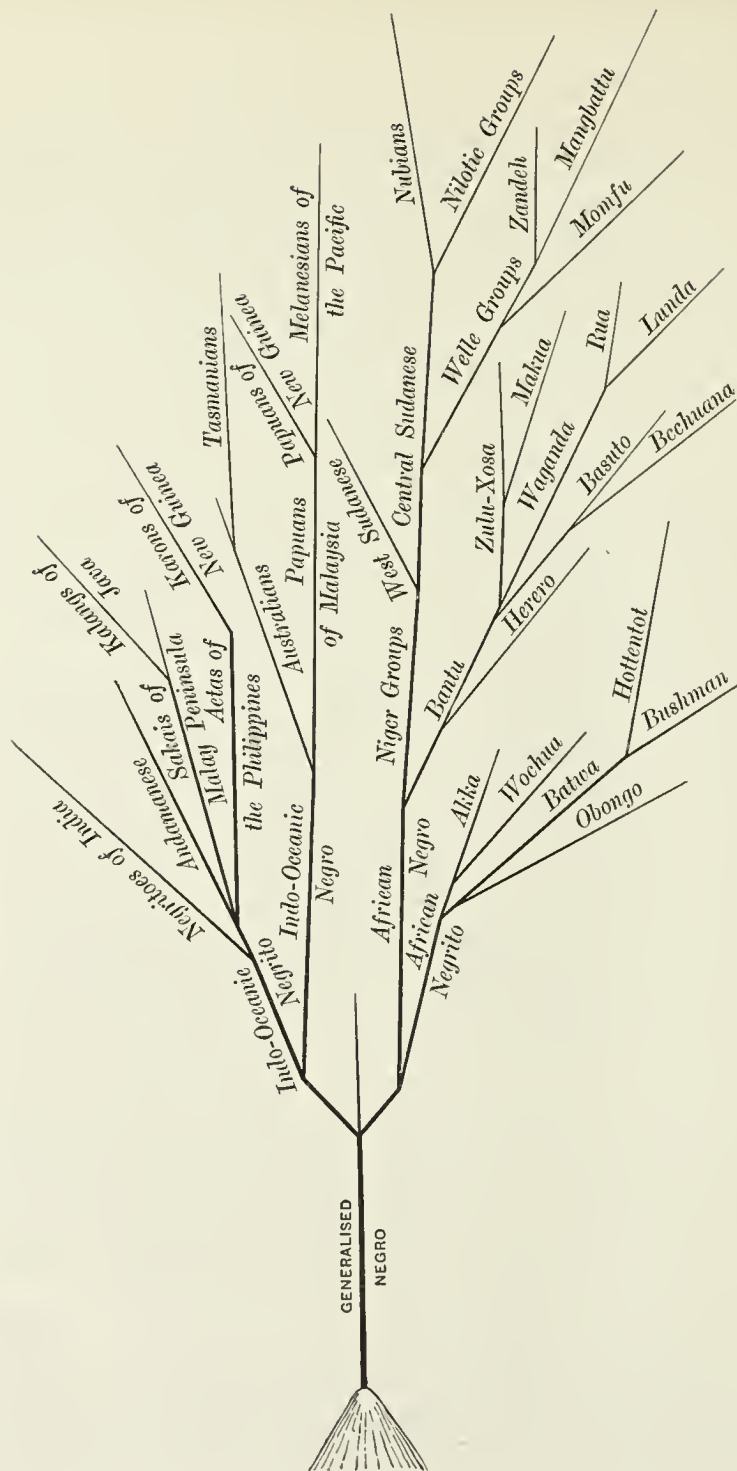 GENERALISED
NEGRO
Indo-Oceanic
Negrito
Negritoes of India
Andamanese
Sakais of
Malay Peninsula
Kalangs of
Java
Aetas of
the Philippines
Karons of
New Guinea
Indo-Oceanic
Negro
Australians
Tasmanians
Papuans
of Malaysia
Papuans of
New Guinea
Melanesians of
the Pacific
African
Negro
Niger Groups
West Sudanese
Central Sudanese
Nubians
Nilotic Groups
Welle Groups
Zandeh
Mangbattu
Momfu
Bantu
Herero
Zulu-Xosa
Makua
Waganda
Rua
Lunda
Basuto
Bechuana
African
Negrito
Akka
Wochua
Batwa
Hottentot
Bushman
Obongo